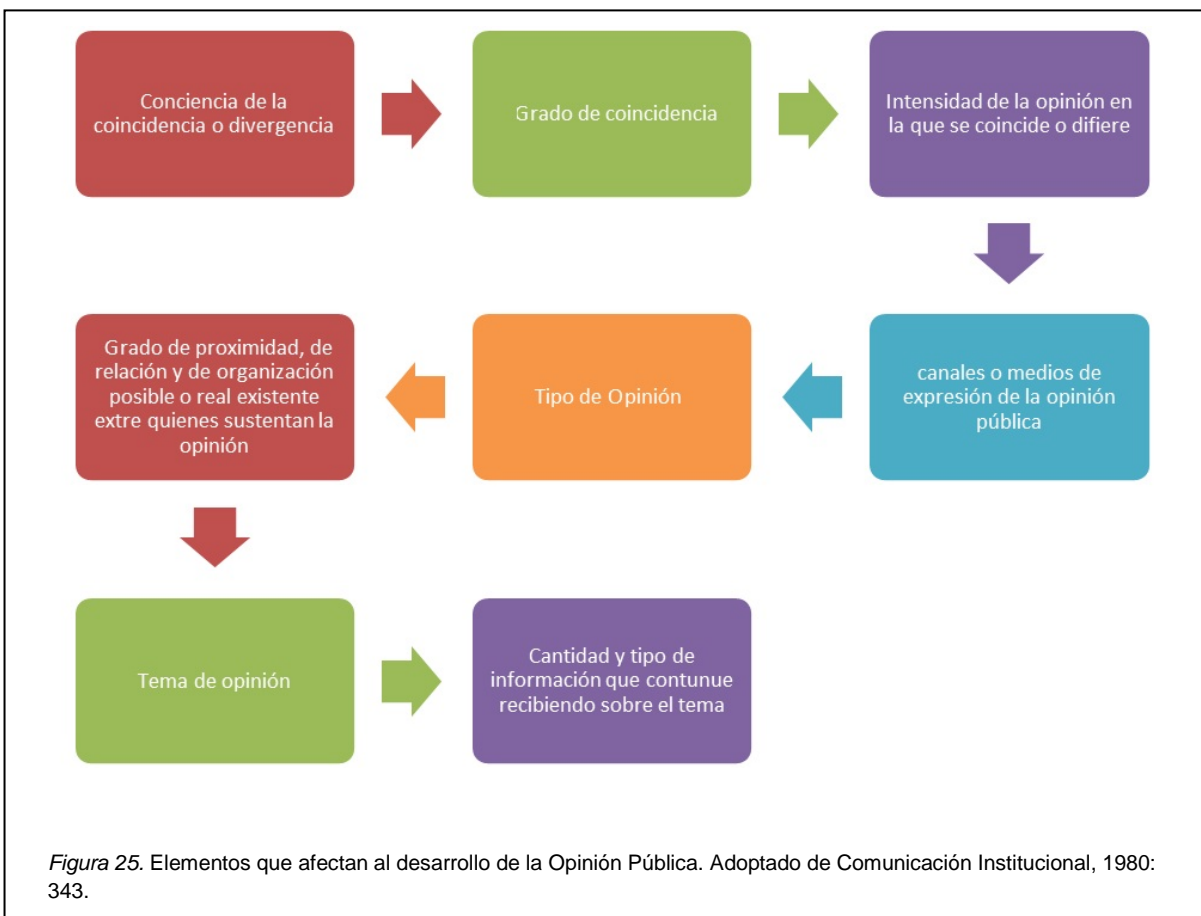 Conciencia de la
coincidencia o divergencia
Grado de coincidencia
Intensidad de la opinión en
la que se coincide o difiere
canales o medios de
expresión de la opinión
pública
Tipo de Opinión
Grado de proximidad, de
relación y de organización
posible o real existente
extre quienes sustentan la
opinión
Tema de opinión
Cantidad y tipo de
información que contunue
recibiendo sobre el tema
Figura 25. Elementos que afectan al desarrollo de la Opinión Pública. Adoptado de Comunicación Institucional, 1980:
343.